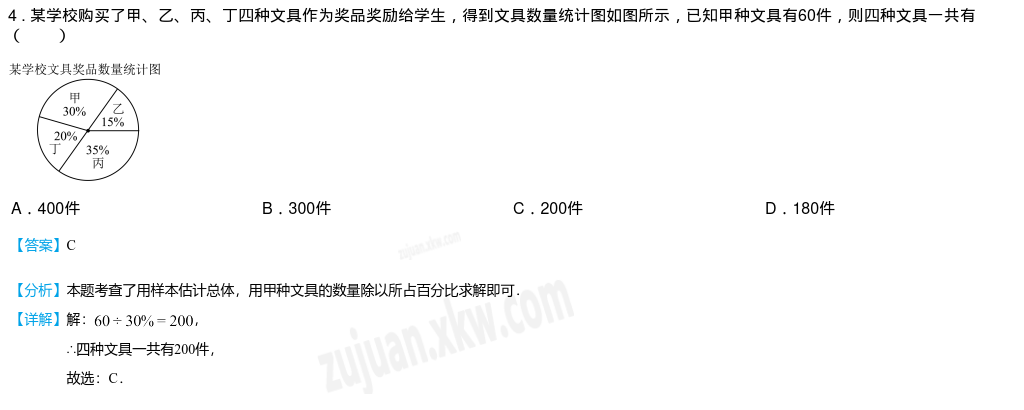 4．某学校购买了甲、乙、丙、丁四种文具作为奖品奖励给学生，得到文具数量统计图如图所示，已知甲种文具有60件，则四种文具一共有
（　　）
某学校文具奖品数量统计图
甲
30%
乙
15%
20%
丁
35%
丙
A．400件 B．300件 C．200件 D．180件
【答案】C
【分析】本题考查了用样本估计总体，用甲种文具的数量除以所占百分比求解即可．
【详解】解：60÷30%=200，
∴四种文具一共有200件，
故选：C．
zujuan.xkw.com
zujuan.xkw.com